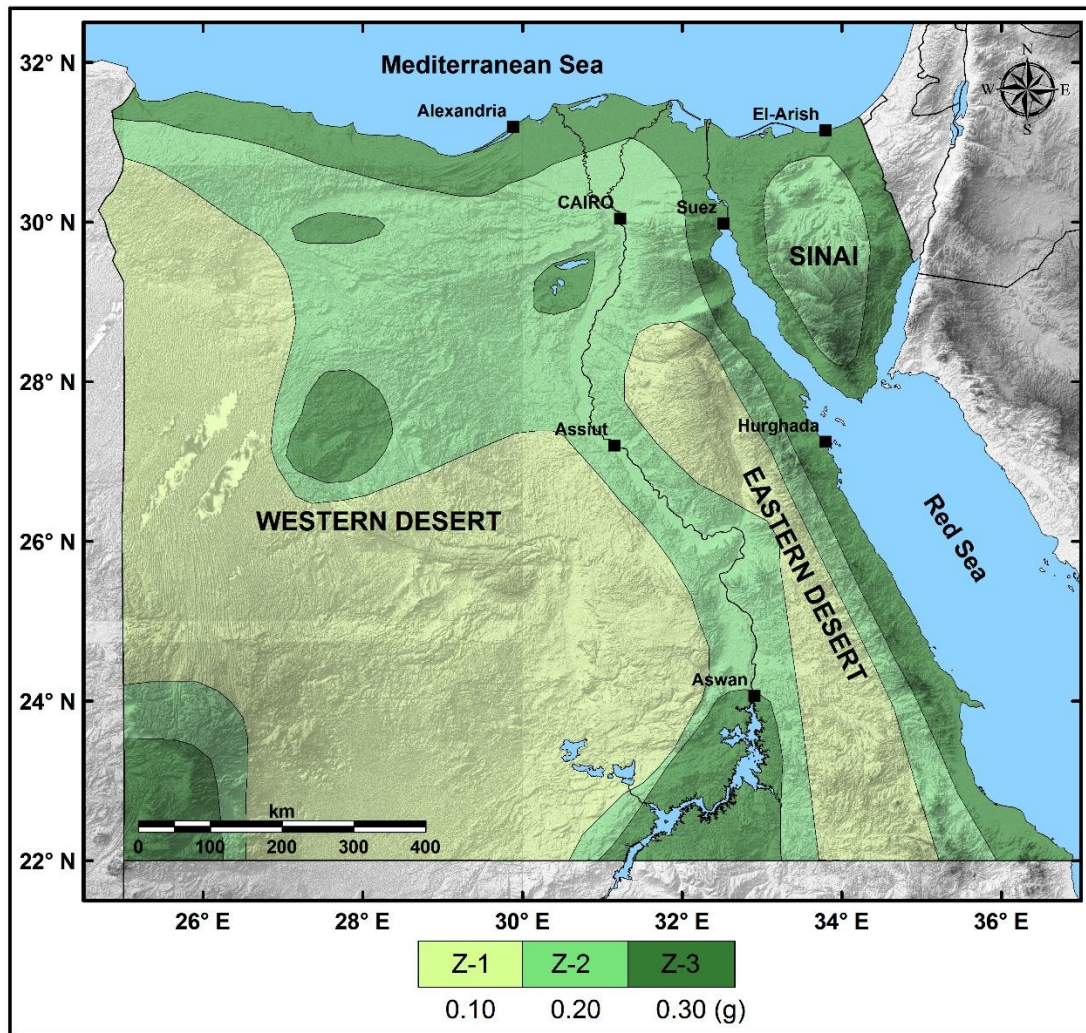 32° N
30° N
28° N
26° N
24° N
22° N
Mediterranean Sea
Alexandria
El-Arish
N
W E
S
CAIRO
Suez
SINAI
Assiut
Hurghada
WESTERN DESERT
EASTERN DESERT
Red Sea
Aswan
km
0 100 200 300 400
26° E 28° E 30° E 32° E 34° E 36° E
Z-1 Z-2 Z-3
0.10 0.20 0.30 (g)